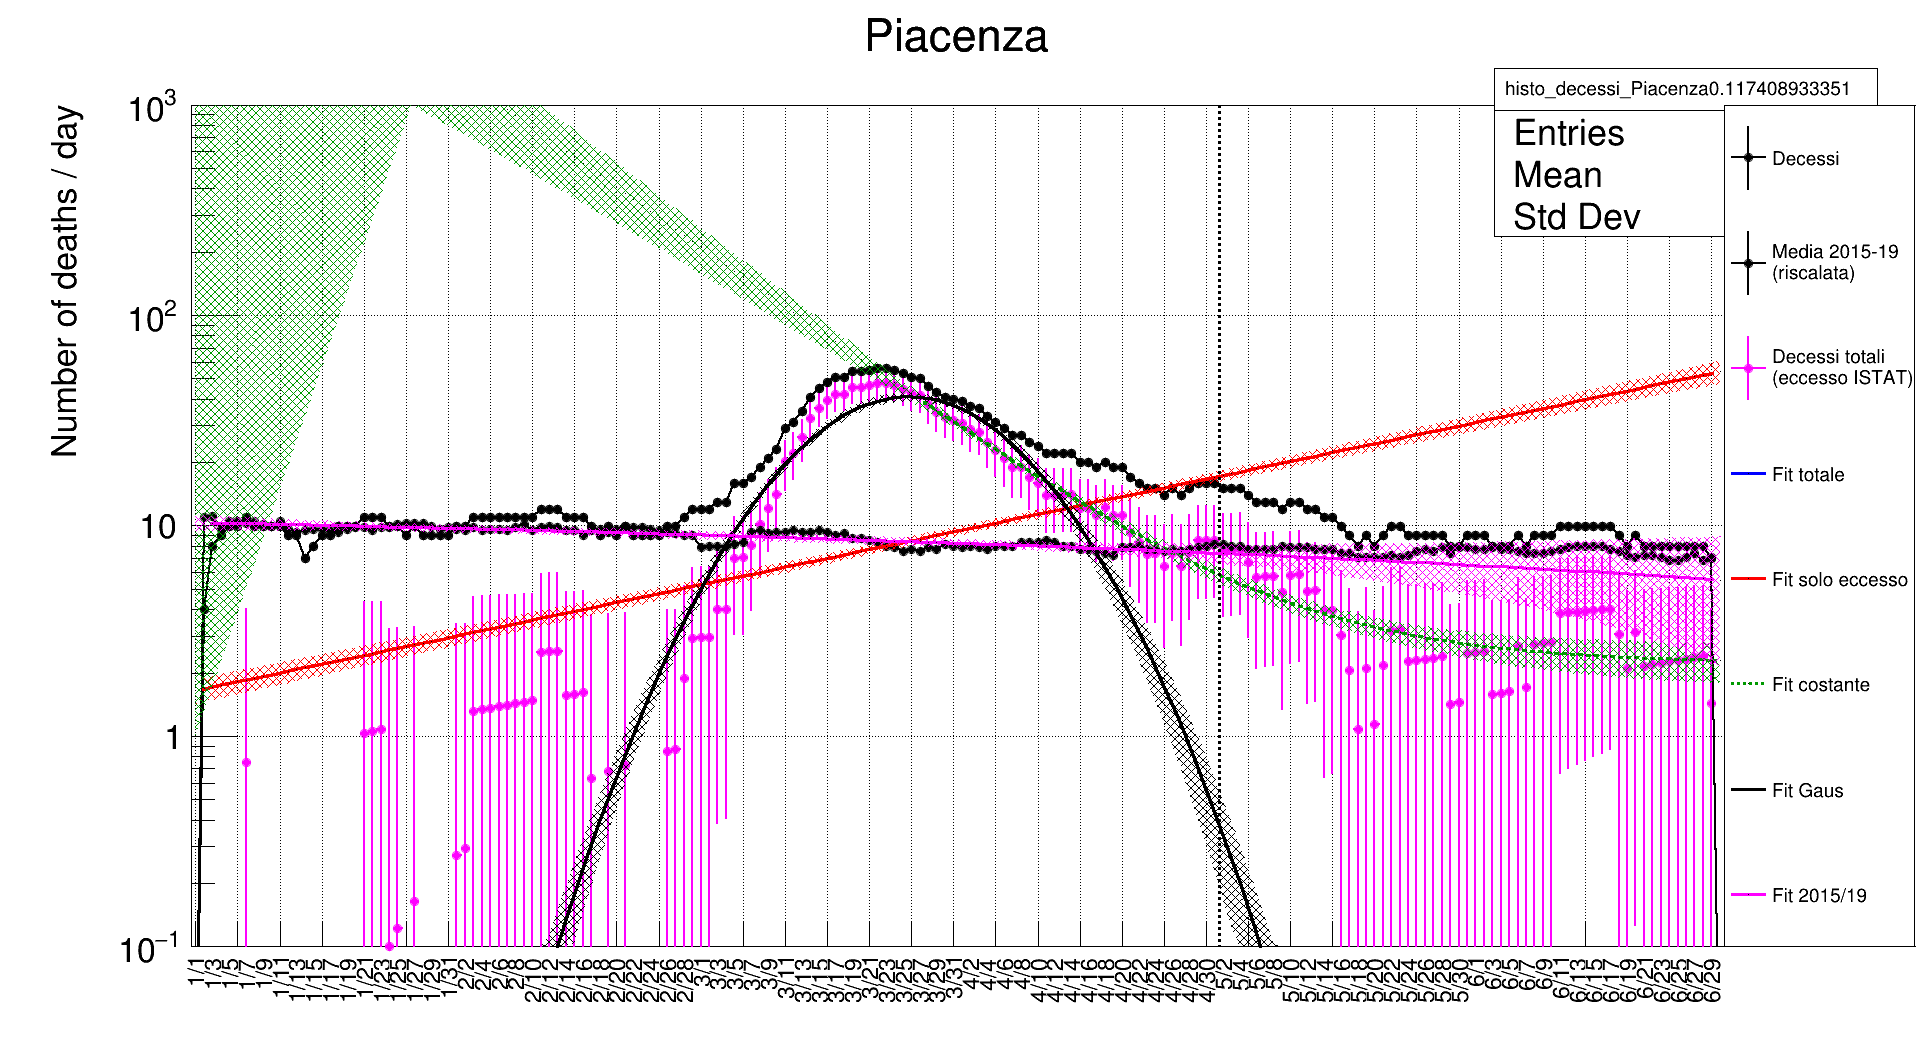 Piacenza
histo_decessi_Piacenza0.117408933351
Entries
Mean
Std Dev
Number of deaths / day
10³
10²
10
1
10⁻¹
Decessi
Media 2015-19
(riscalata)
Decessi totali
(eccesso ISTAT)
Fit totale
Fit solo eccesso
Fit costante
Fit Gaus
Fit 2015/19
1/1 1/3 1/5 1/7 1/9 1/11 1/13 1/15 1/17 1/19 1/21 1/23 1/25 1/27 1/29 1/31 2/2 2/4 2/6 2/8 2/10 2/12 2/14 2/16 2/18 2/20 2/22 2/24 2/26 2/28 3/1 3/3 3/5 3/7 3/9 3/11 3/13 3/15 3/17 3/19 3/21 3/23 3/25 3/27 3/29 3/31 4/2 4/4 4/6 4/8 4/10 4/12 4/14 4/16 4/18 4/20 4/22 4/24 4/26 4/28 4/30 5/2 5/4 5/6 5/8 5/10 5/12 5/14 5/16 5/18 5/20 5/22 5/24 5/26 5/28 5/30 6/1 6/3 6/5 6/7 6/9 6/11 6/13 6/15 6/17 6/19 6/21 6/23 6/25 6/27 6/29